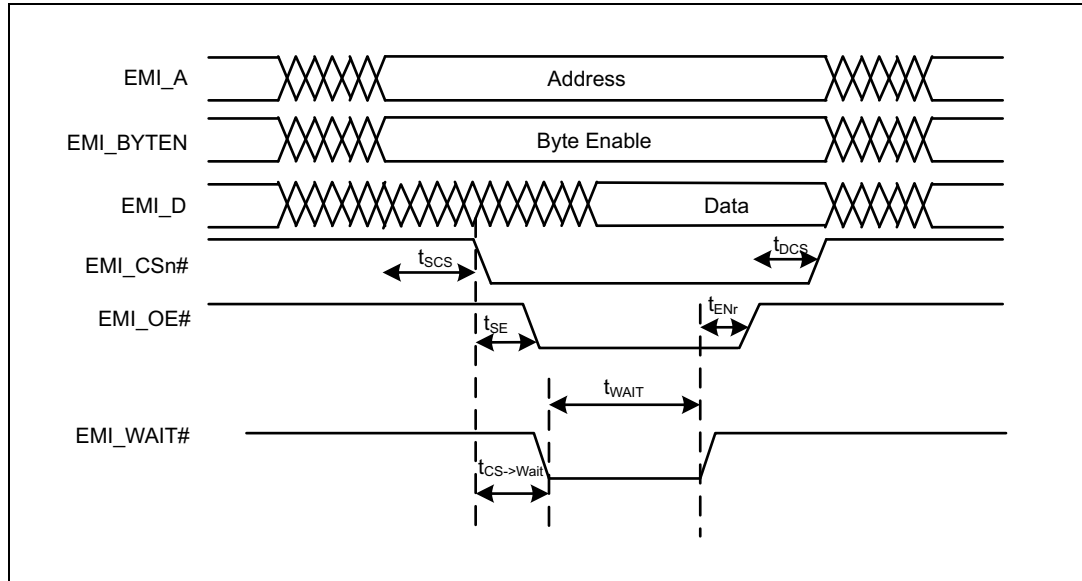 EMI_A
Address
EMI_BYTEN
Byte Enable
EMI_D
Data
EMI_CSn#
tSCS
tDCS
EMI_OE#
tSE
tENr
tWAIT
EMI_WAIT#
tCS->Wait